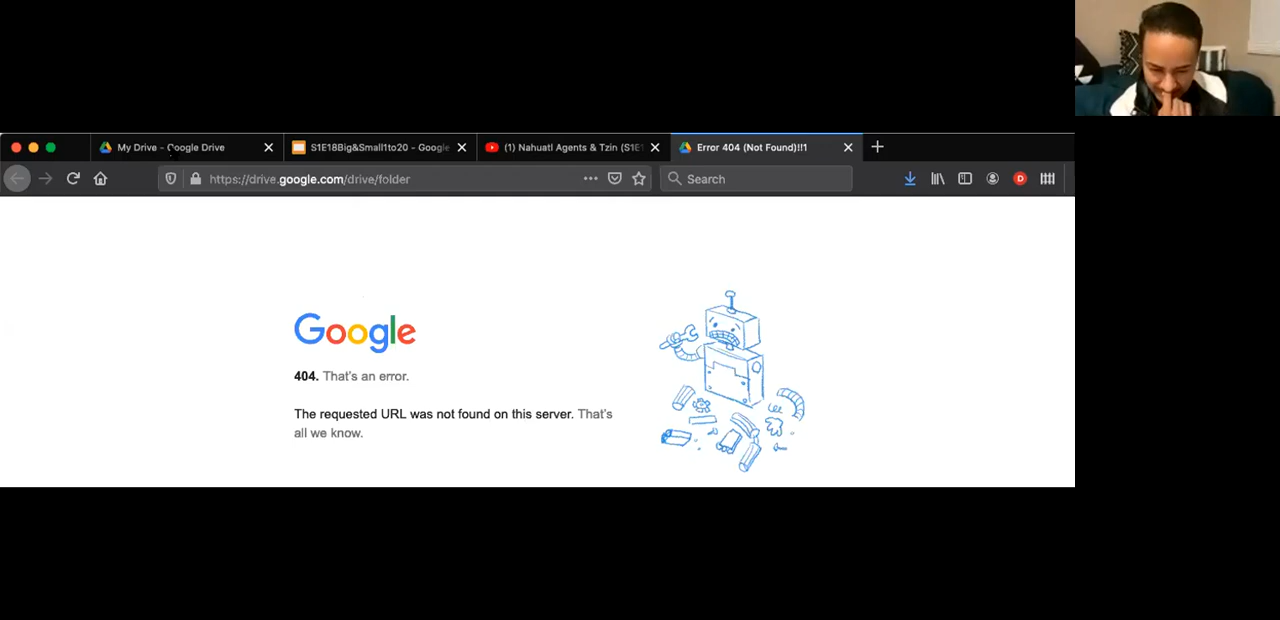 My Drive - Google Drive
S1E18Big&Small1to20 - Google
(1) Nahuatl Agents & Tzin (S1E1
Error 404 (Not Found)!!1
https://drive.google.com/drive/folder
Search
D
Google
404. That's an error.
The requested URL was not found on this server. That's
all we know.